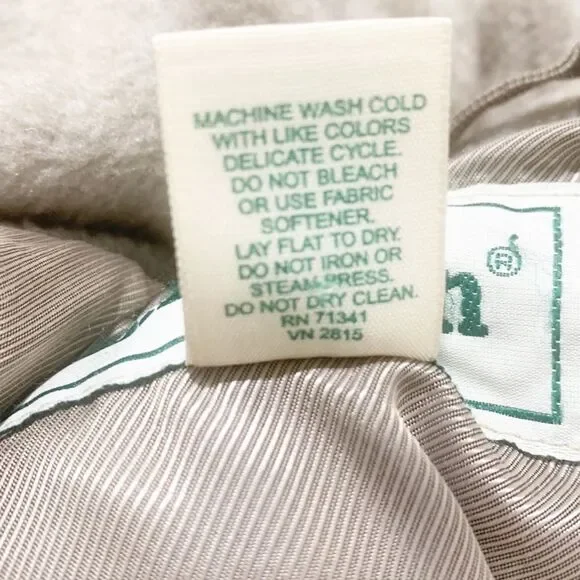 MACHINE WASH COLD
WITH LIKE COLORS
DELICATE CYCLE.
DO NOT BLEACH
OR USE FABRIC
SOFTENER.
LAY FLAT TO DRY.
DO NOT IRON OR
STEAM PRESS.
DO NOT DRY CLEAN.
RN 71341
VN 2815
n®